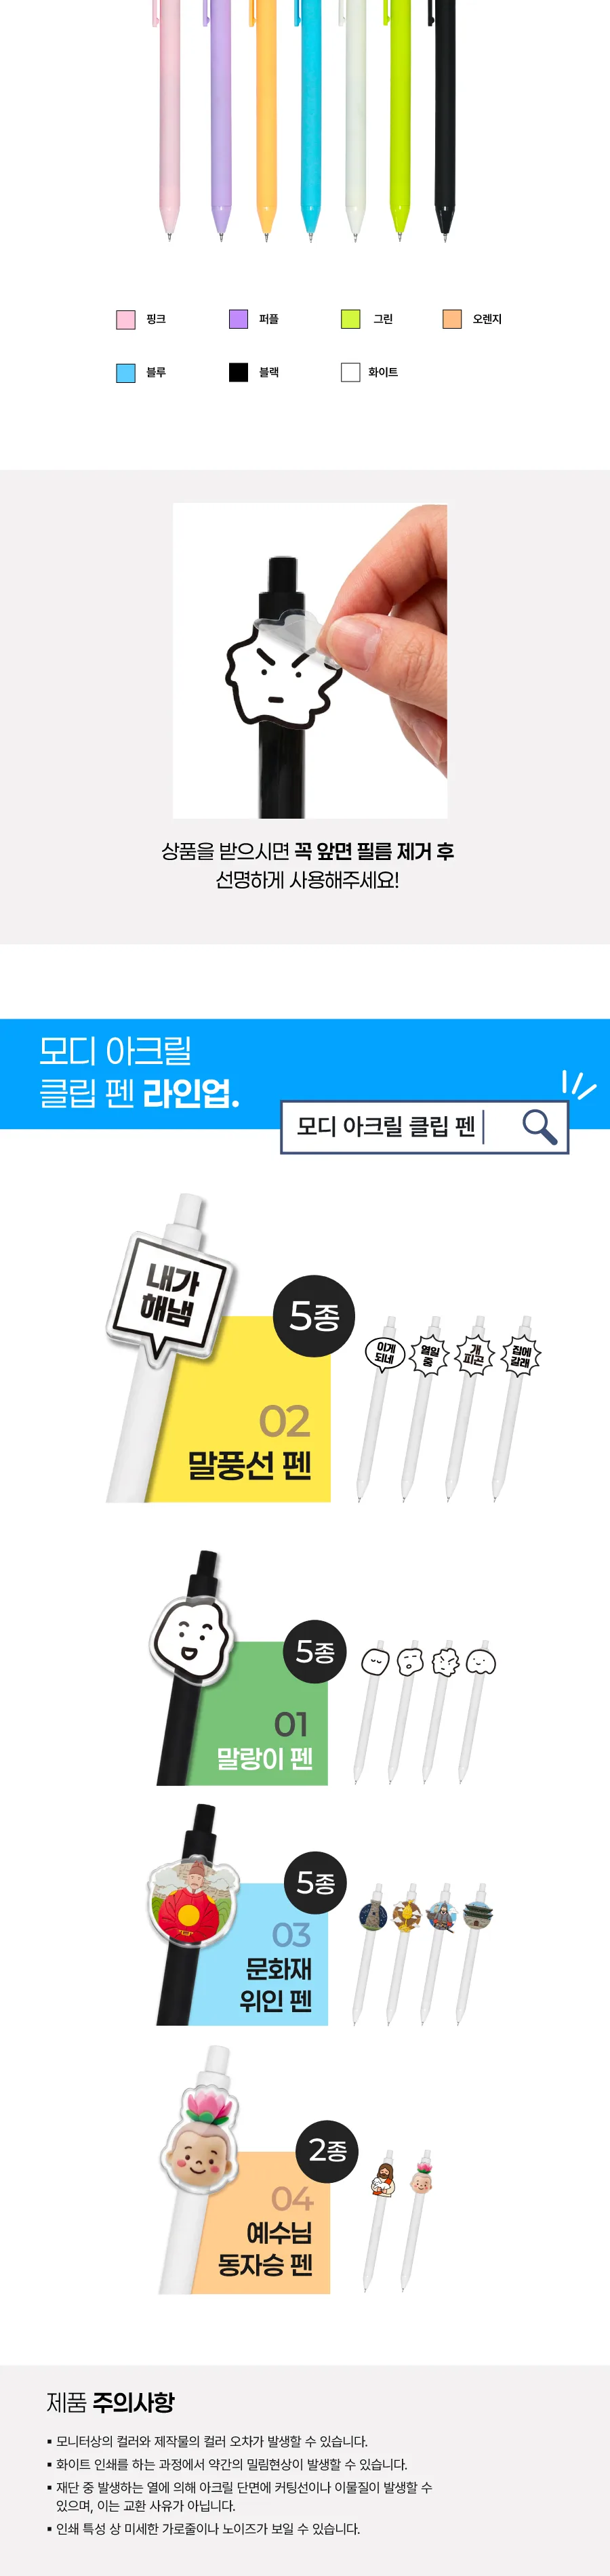 핑크
퍼플
그린
오렌지
블루
블랙
화이트
상품을 받으시면 꼭 앞면 필름 제거 후
선명하게 사용해주세요!
모디 아크릴
클립 펜 라인업.
모디 아크릴 클립 펜
내가
해냄
5종
02
말풍선 펜
이게
되네
열일
중
개
피곤
집에
갈래
5종
01
말랑이 펜
5종
03
문화재
위인 펜
2종
04
예수님
동자승 펜
제품 주의사항
▪ 모니터상의 컬러와 제작물의 컬러 오차가 발생할 수 있습니다.
▪ 화이트 인쇄를 하는 과정에서 약간의 밀림현상이 발생할 수 있습니다.
▪ 재단 중 발생하는 열에 의해 아크릴 단면에 커팅선이나 이물질이 발생할 수
있으며, 이는 교환 사유가 아닙니다.
▪ 인쇄 특성 상 미세한 가로줄이나 노이즈가 보일 수 있습니다.